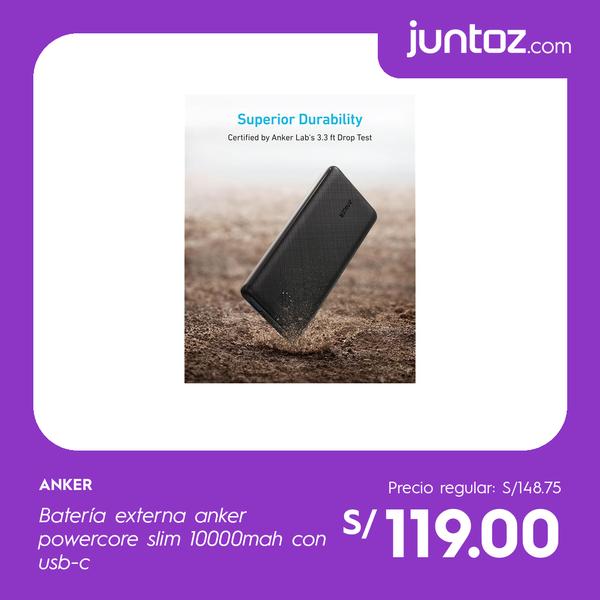 juntoz.com
Superior Durability
Certified by Anker Lab's 3.3 ft Drop Test
ANKER
ANKER
Batería externa anker
powercore slim 10000mah con
usb-c
Precio regular: S/148.75
S/119.00